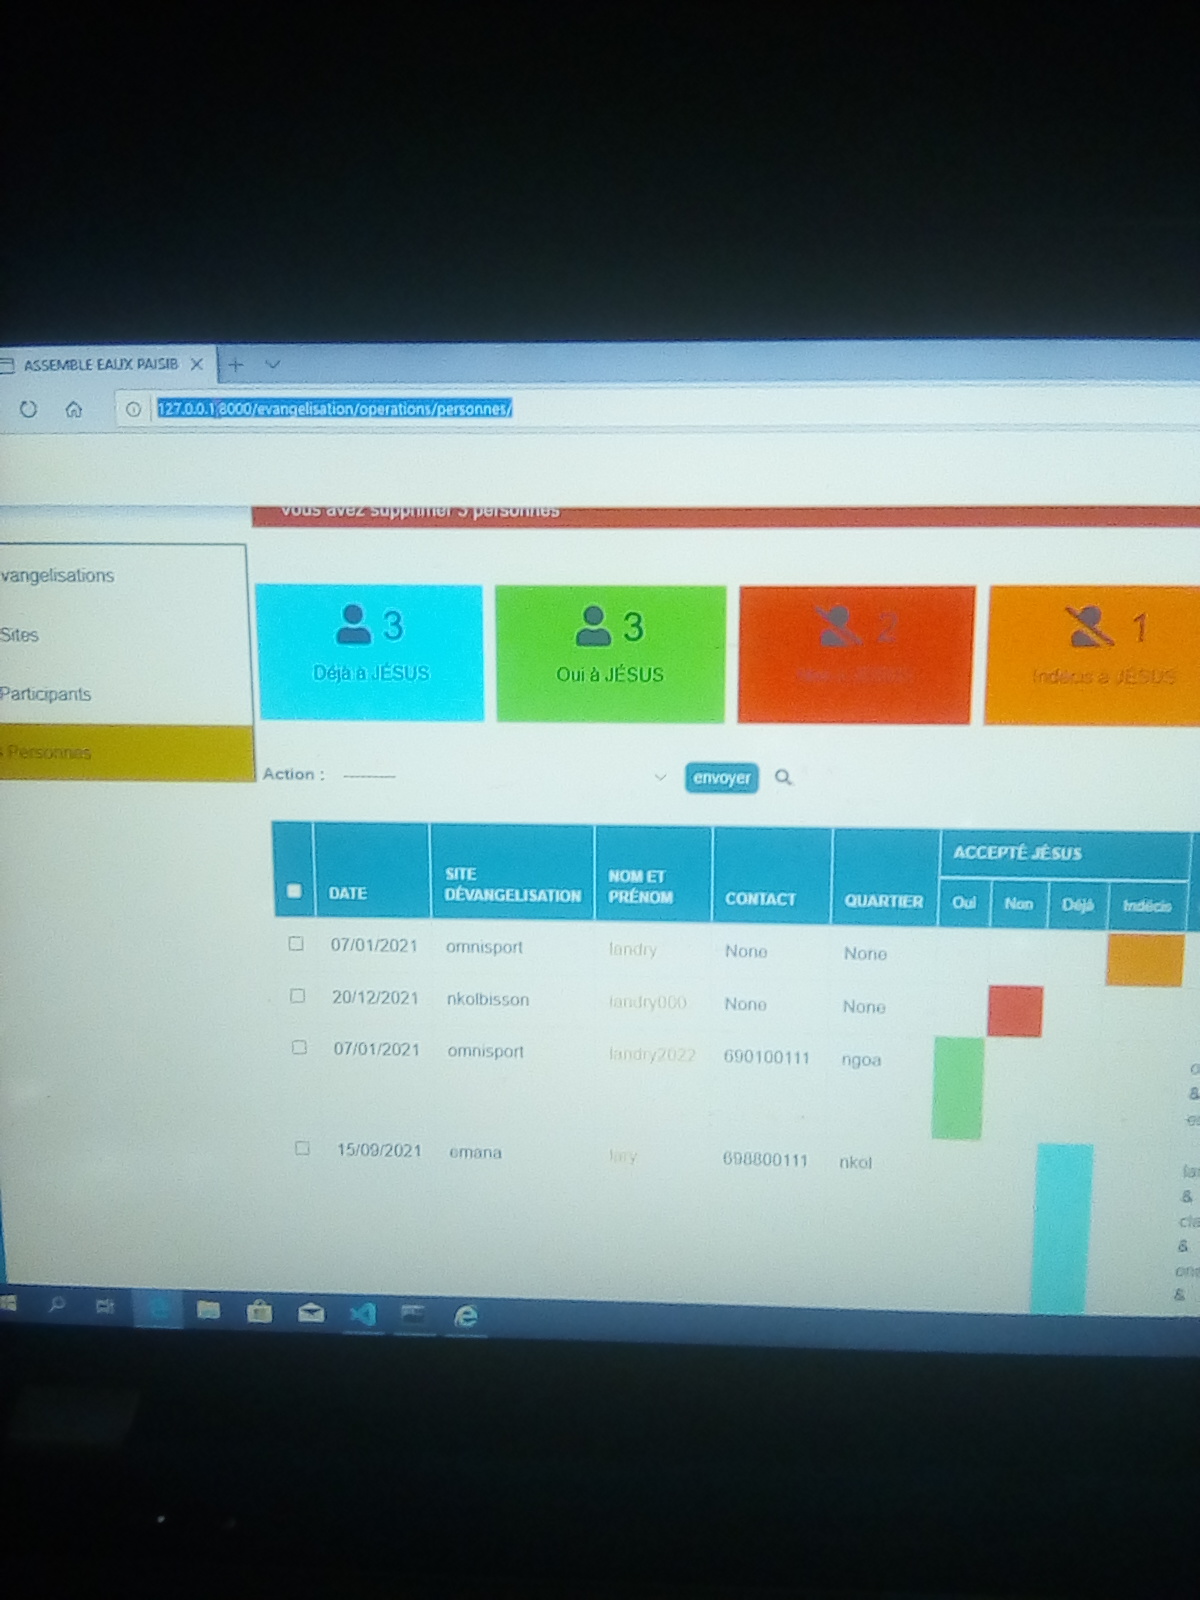 ASSEMBLE EAUX PAISIB
127.0.0.1:8000/evangelisation/operations/personnes/
vous avez supprimer 3 personnes
vangelisations
Sites
Participants
s Personnes
3
Déjà à JÉSUS
3
Oui à JÉSUS
2
1
Indécis à JÉSUS
Action : ---------
envoyer
DATE
SITE DÉVANGELISATION
NOM ET PRÉNOM
CONTACT
QUARTIER
ACCEPTÉ JÉSUS
Oui Non Déjà Indécis
07/01/2021 omnisport landry None None
20/12/2021 nkolbisson landry000 None None
07/01/2021 omnisport landry2022 690100111 ngoa
&
15/09/2021 emana lary 698800111 nkol
&
&
&